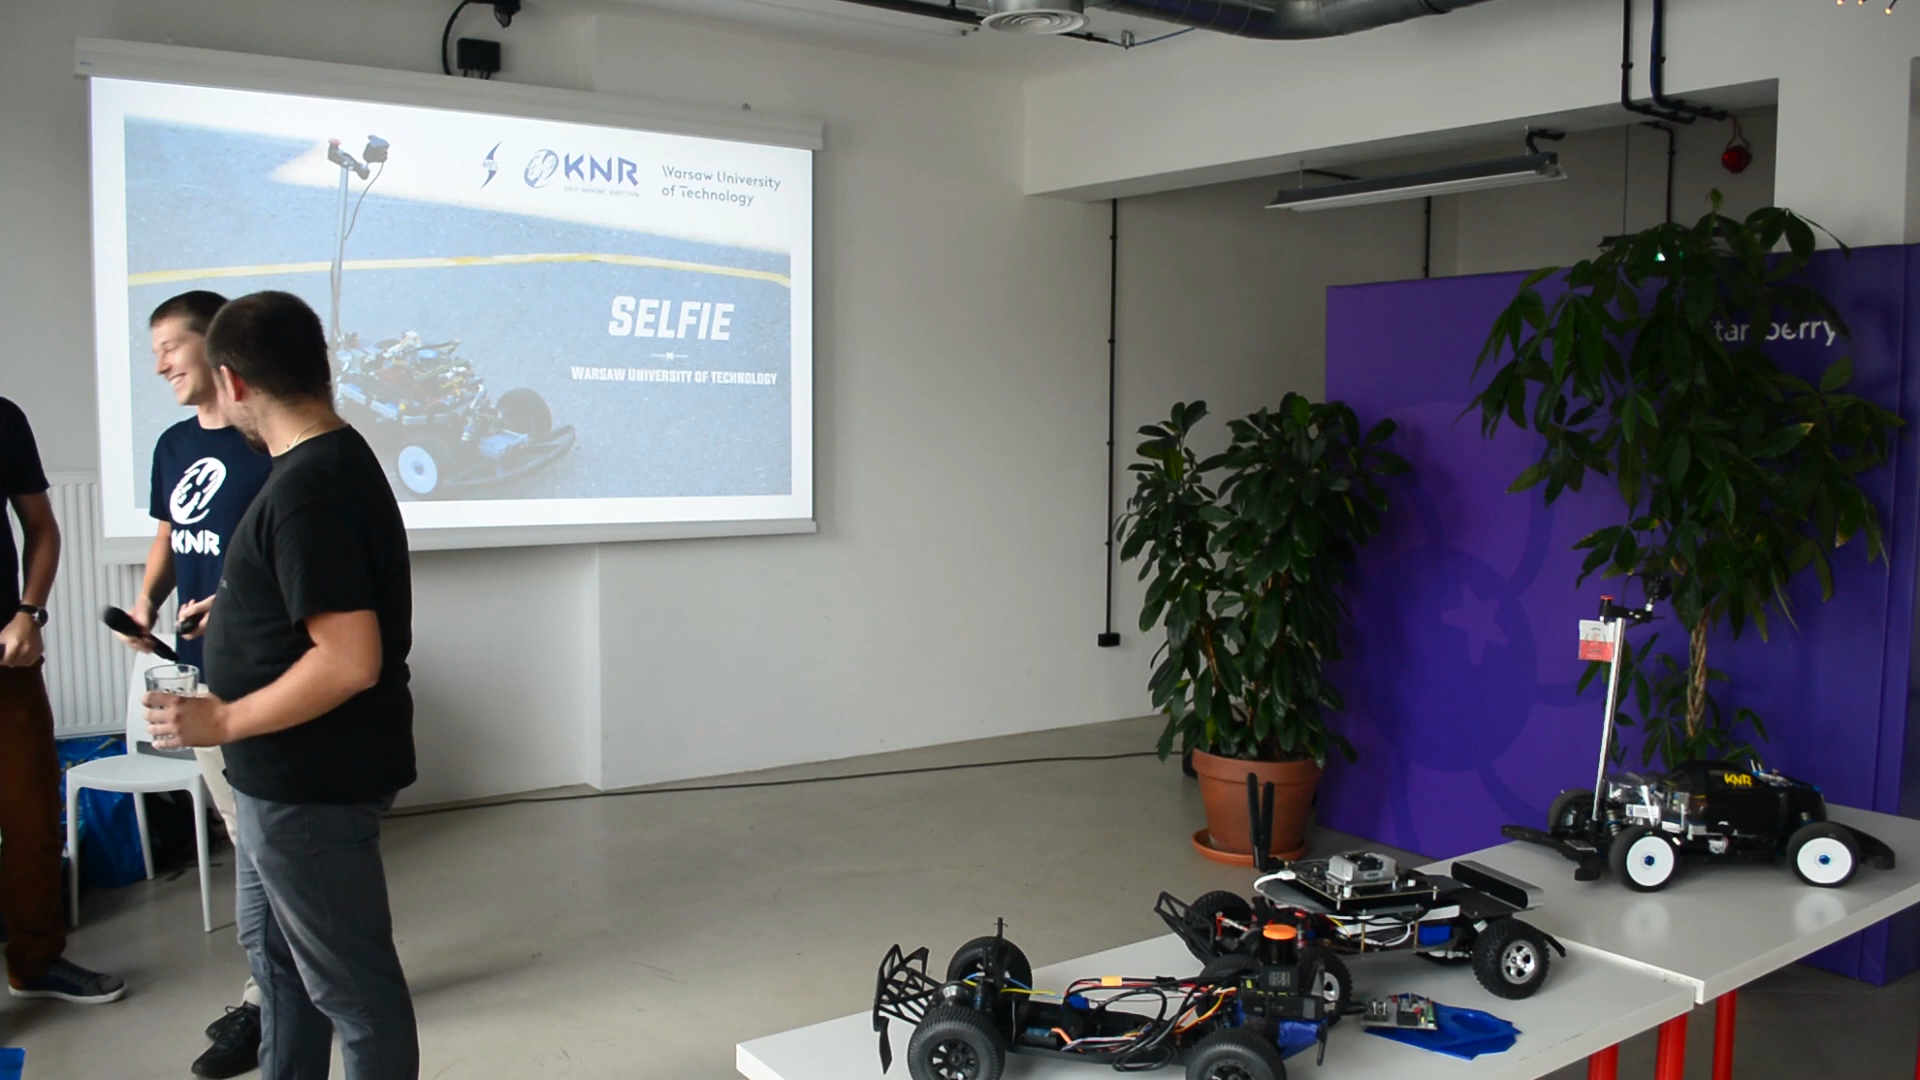 KNR
Warsaw University
of Technology
SELFIE
WARSAW UNIVERSITY OF TECHNOLOGY
KNR
KNR